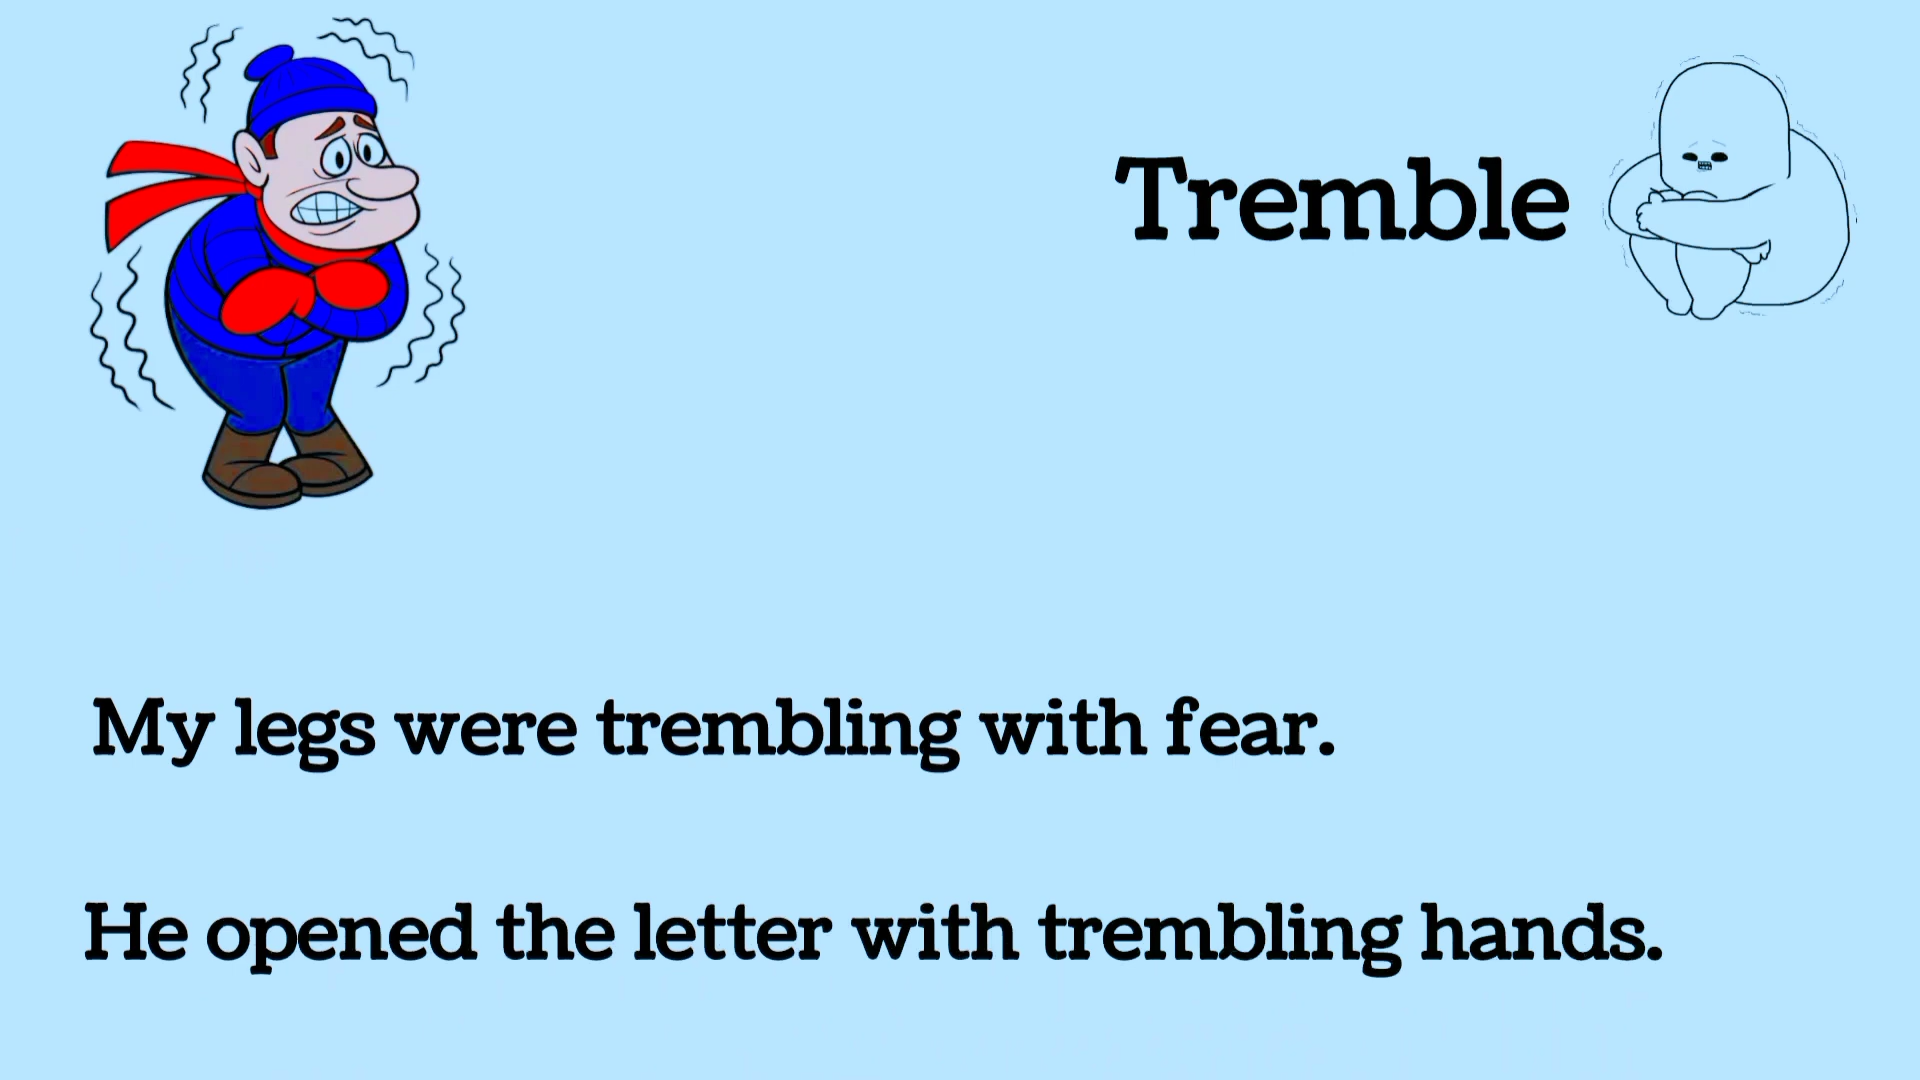 Tremble
My legs were trembling with fear.
He opened the letter with trembling hands.